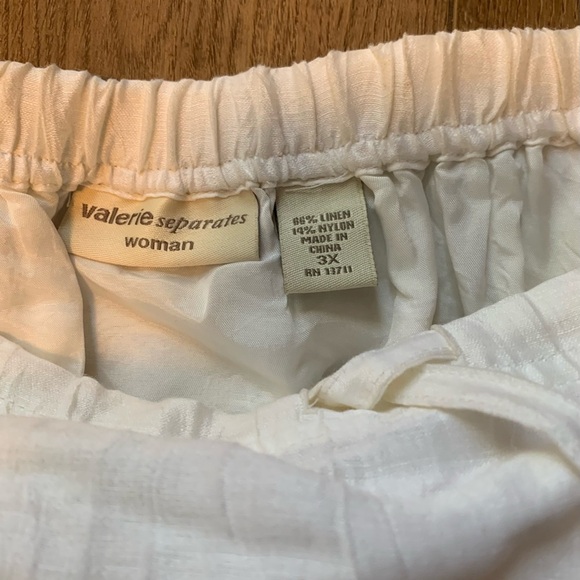 valerie separates
woman
86% LINEN
14% NYLON
MADE IN
CHINA
3X
RN 13711